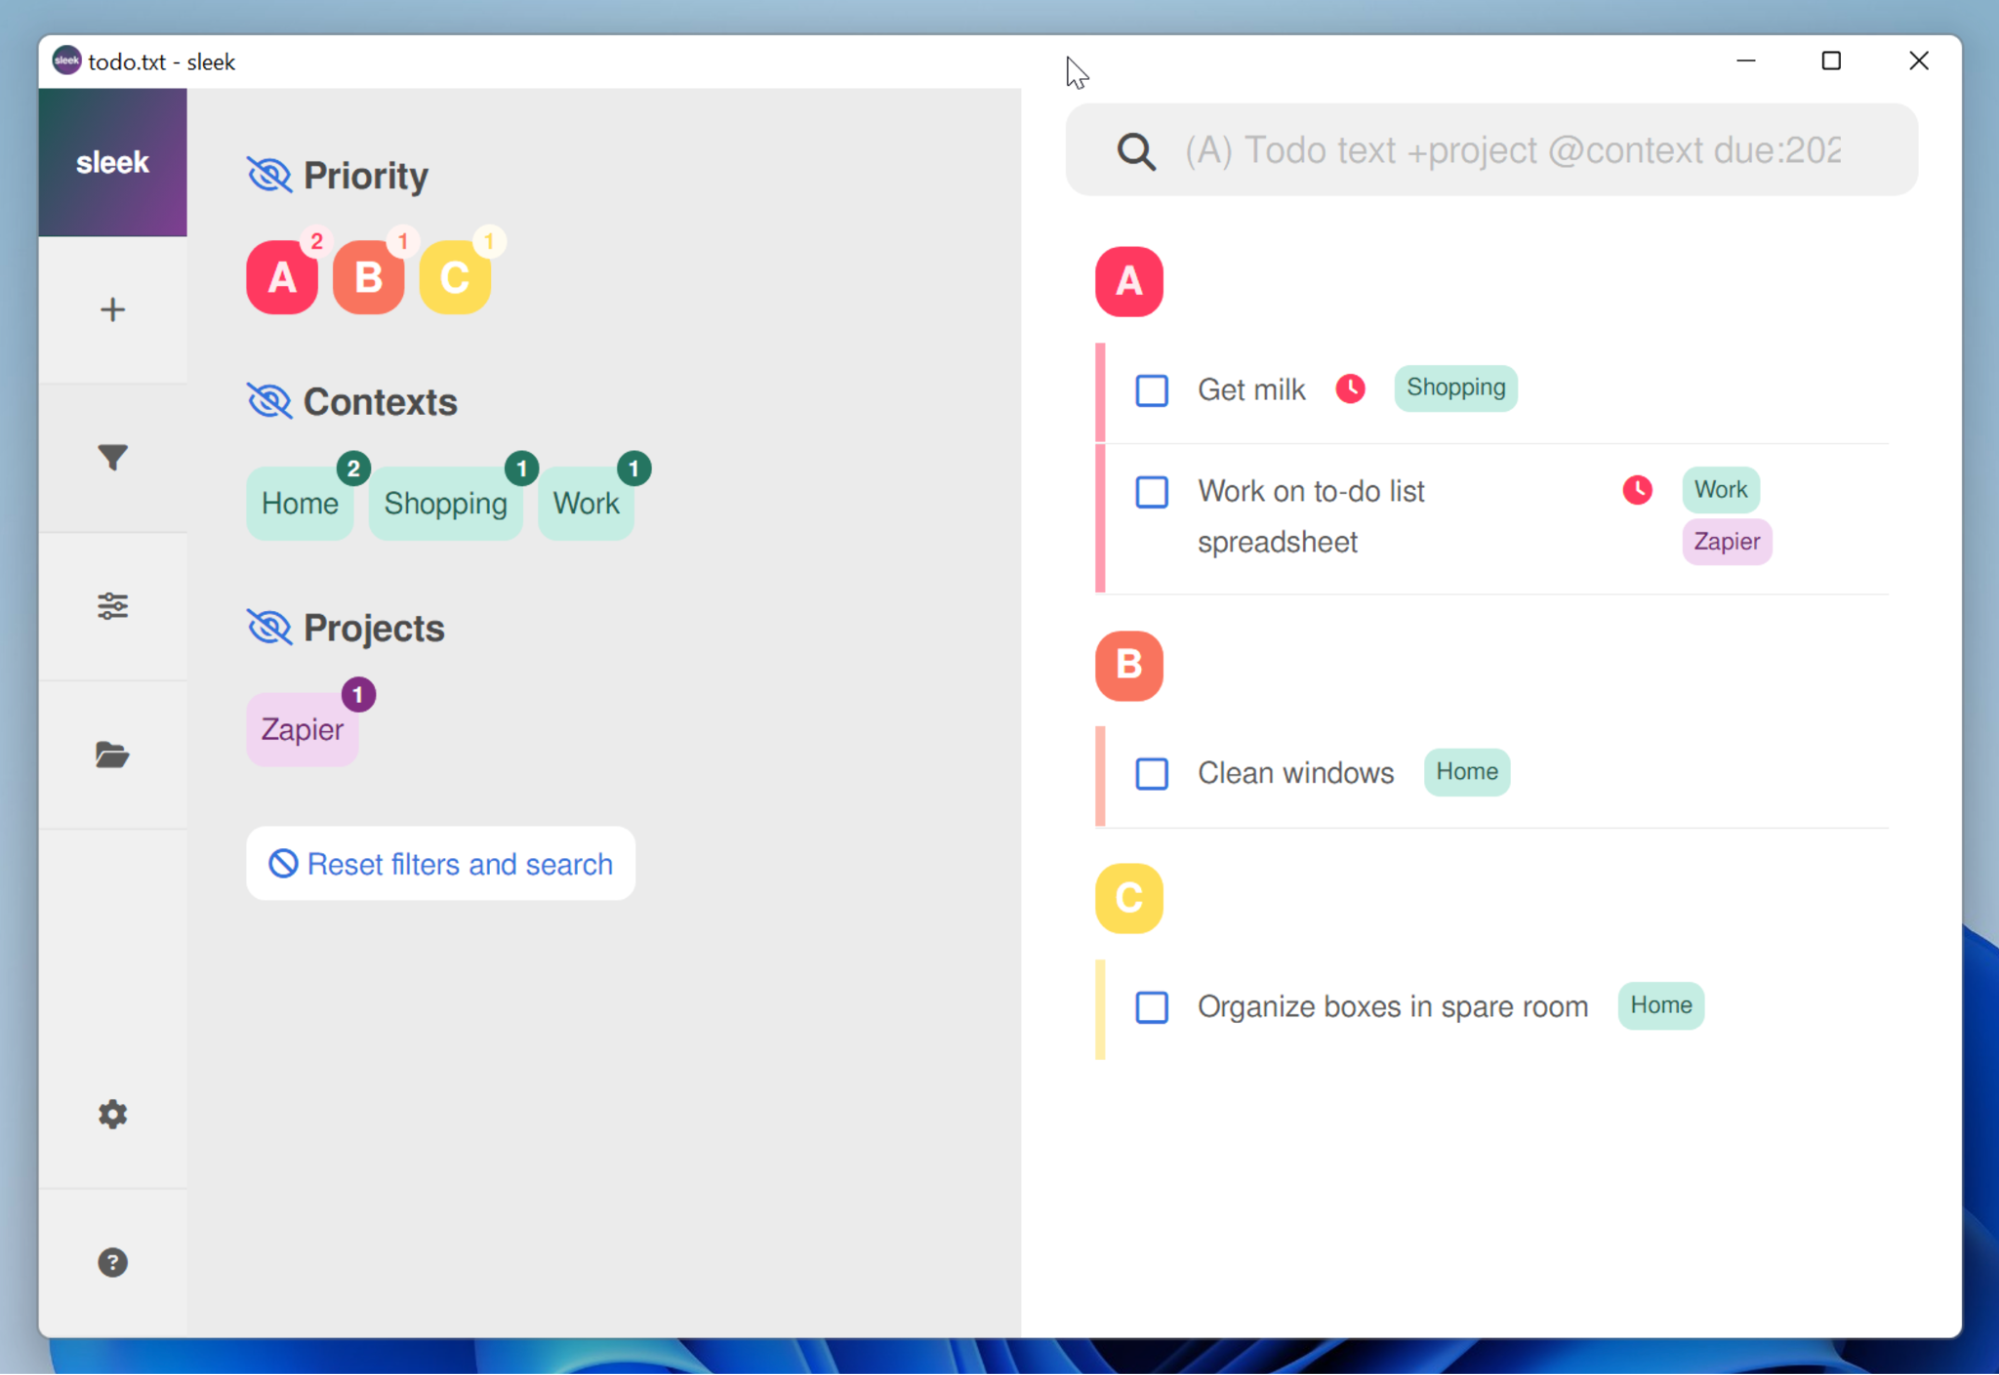 sleek todo.txt - sleek
sleek
Priority
A 2 B 1 C 1
Contexts
Home 2 Shopping 1 Work 1
Projects
Zapier 1
Reset filters and search
?
(A) Todo text +project @context due:202
A
Get milk Shopping
Work on to-do list Work
spreadsheet Zapier
B
Clean windows Home
C
Organize boxes in spare room Home